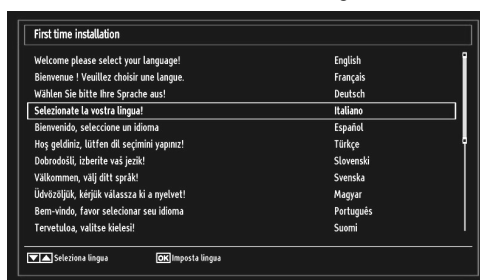 First time installation
Welcome please select your language! English
Bienvenue ! Veuillez choisir une langue. Français
Wählen Sie bitte Ihre Sprache aus! Deutsch
Selezionate la vostra lingua! Italiano
Bienvenido, seleccione un idioma Español
Hoş geldiniz, lütfen dil seçimini yapınız! Türkçe
Dobrodošli, izberite vaš jezik! Slovenski
Välkommen, välj ditt språk! Svenska
Üdvözöljük, kérjük válassza ki a nyelvet! Magyar
Bem-vindo, favor selecionar seu idioma Português
Tervetuloa, valitse kielesi! Suomi
Seleziona lingua OK Imposta lingua